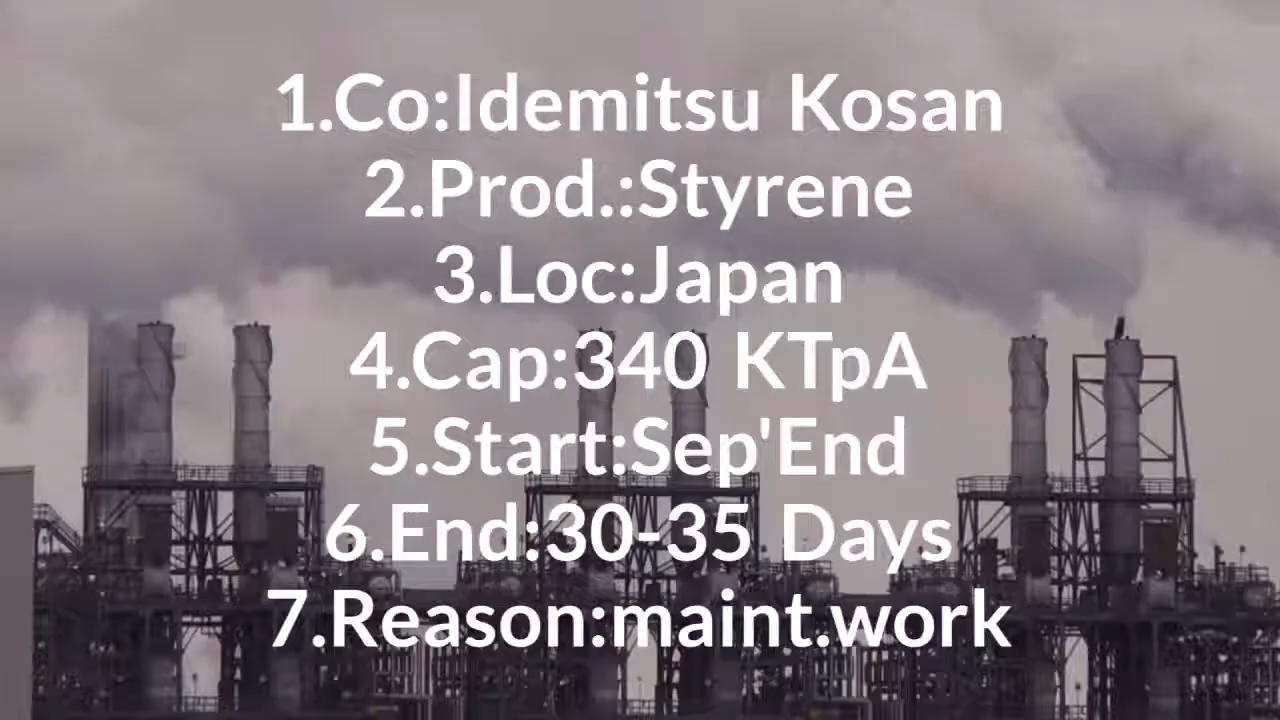 1.Co:Idemitsu Kosan
2.Prod.:Styrene
3.Loc:Japan
4.Cap:340 KTpA
5.Start:Sep'End
6.End:30-35 Days
7.Reason:maint.work